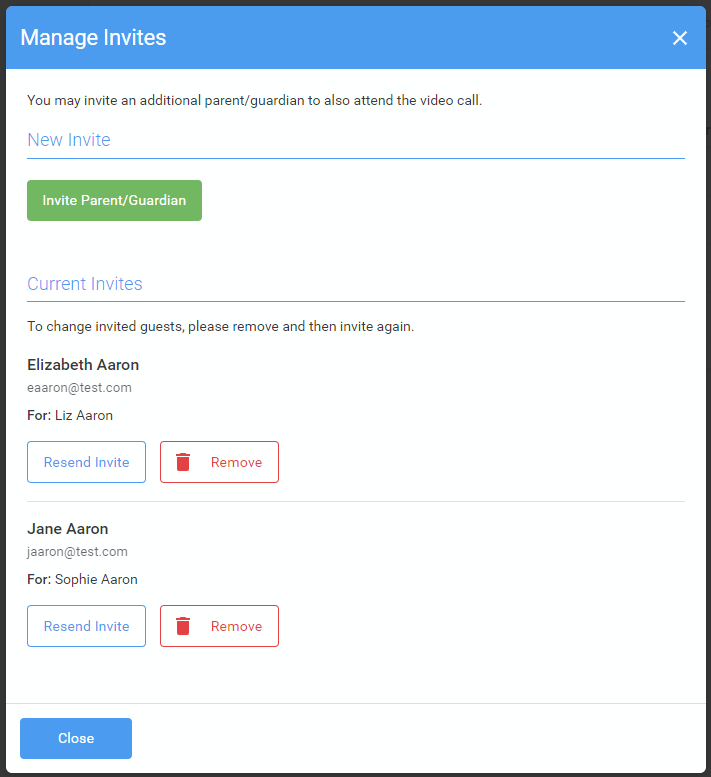 Manage Invites
You may invite an additional parent/guardian to also attend the video call.
New Invite
Invite Parent/Guardian
Current Invites
To change invited guests, please remove and then invite again.
Elizabeth Aaron
eaaron@test.com
For: Liz Aaron
Resend Invite Remove
Jane Aaron
jaaron@test.com
For: Sophie Aaron
Resend Invite Remove
Close